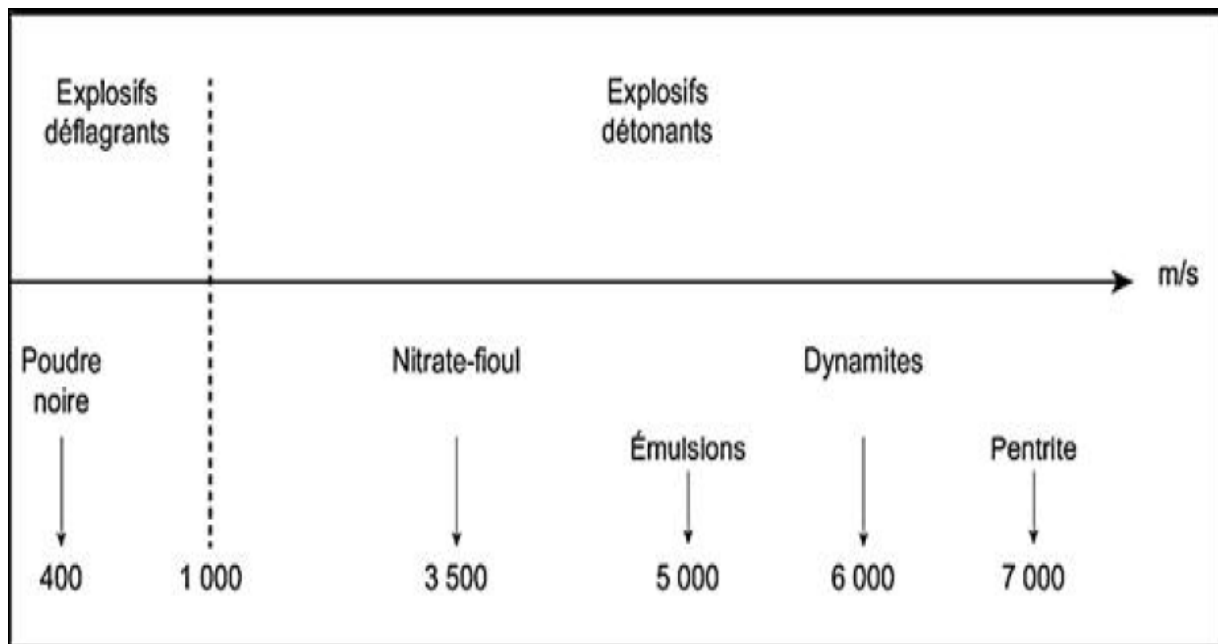 Explosifs
déflagrants
Explosifs
détonants
m/s
Poudre
noire
Nitrate-fioul
Dynamites
Émulsions
Pentrite
400
1 000
3 500
5 000
6 000
7 000